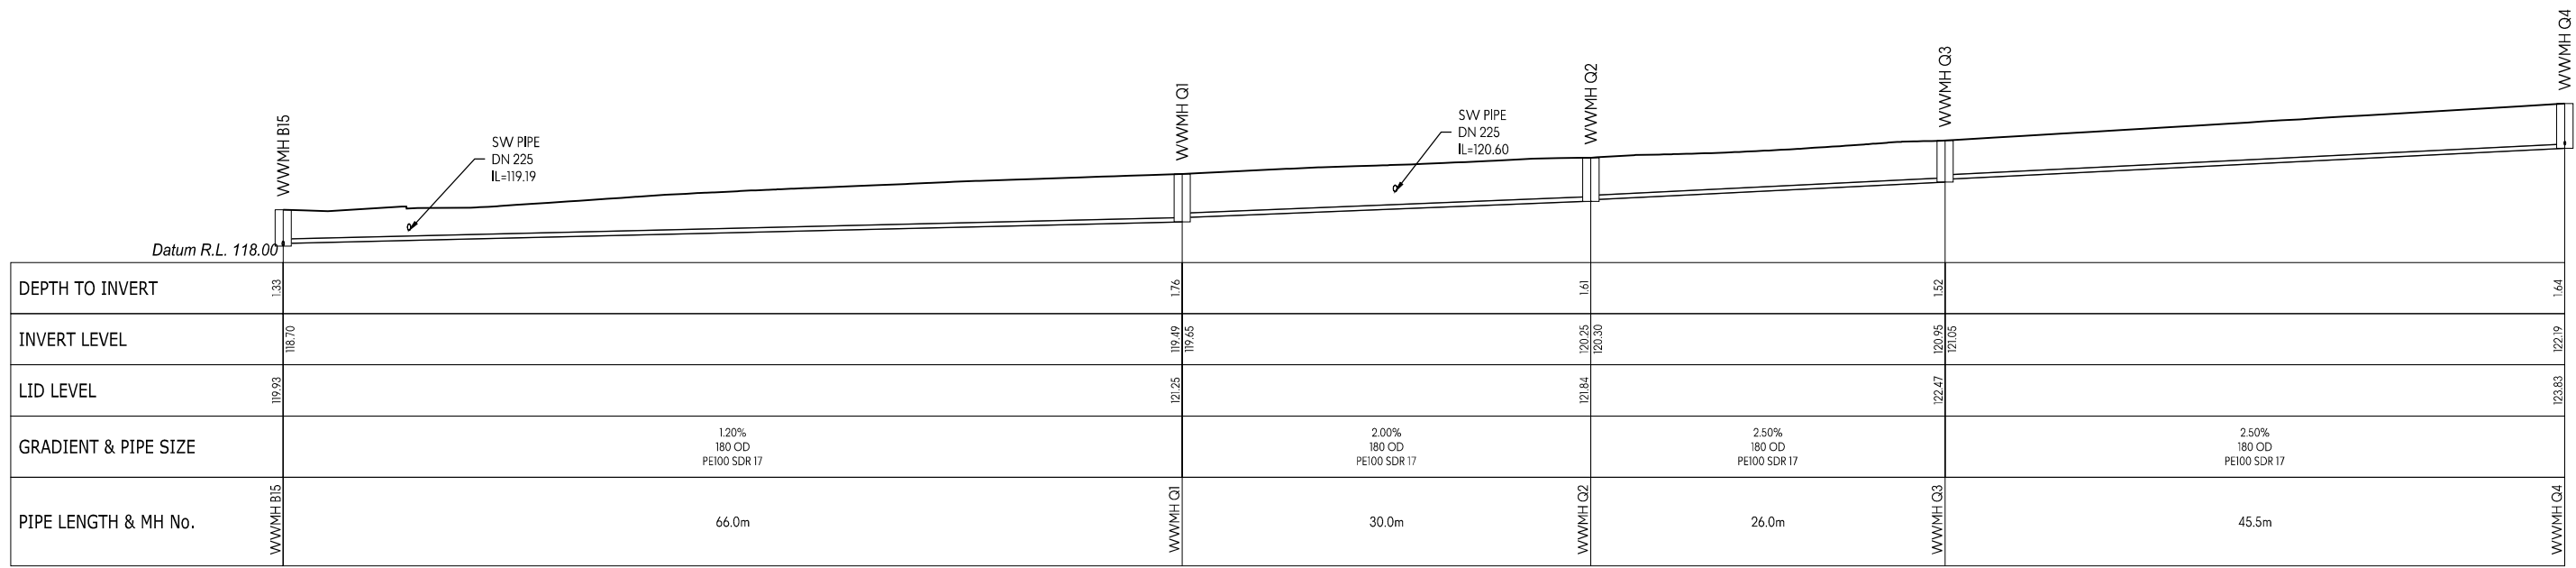 WWMH B15
SW PIPE
DN 225
IL=119.19
WWMH Q1
SW PIPE
DN 225
IL=120.60
WWMH Q2
WWMH Q3
WWMH Q4
Datum R.L. 118.00
DEPTH TO INVERT
1.33
1.76
1.61
1.52
1.64
INVERT LEVEL
118.70
119.49
119.65
120.25
120.30
120.95
121.05
122.19
LID LEVEL
119.93
121.25
121.84
122.47
123.83
GRADIENT & PIPE SIZE
1.20%
180 OD
PE100 SDR 17
2.00%
180 OD
PE100 SDR 17
2.50%
180 OD
PE100 SDR 17
2.50%
180 OD
PE100 SDR 17
PIPE LENGTH & MH No.
WWMH B15
66.0m
WWMH Q1
30.0m
WWMH Q2
26.0m
WWMH Q3
45.5m
WWMH Q4